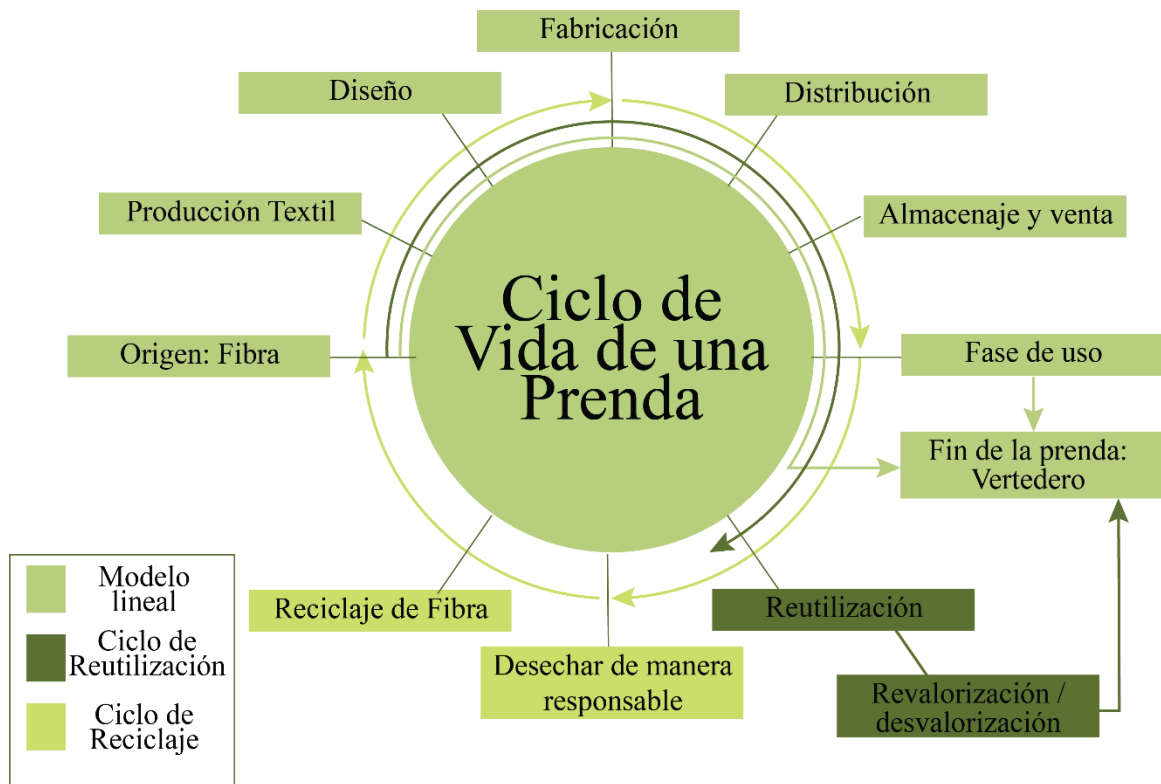 Fabricación
Diseño
Distribución
Producción Textil
Almacenaje y venta
Ciclo de
Vida de una
Prenda
Origen: Fibra
Fase de uso
Fin de la prenda:
Vertedero
Reciclaje de Fibra
Reutilización
Desechar de manera
responsable
Revalorización /
desvalorización
Modelo
lineal
Ciclo de
Reutilización
Ciclo de
Reciclaje